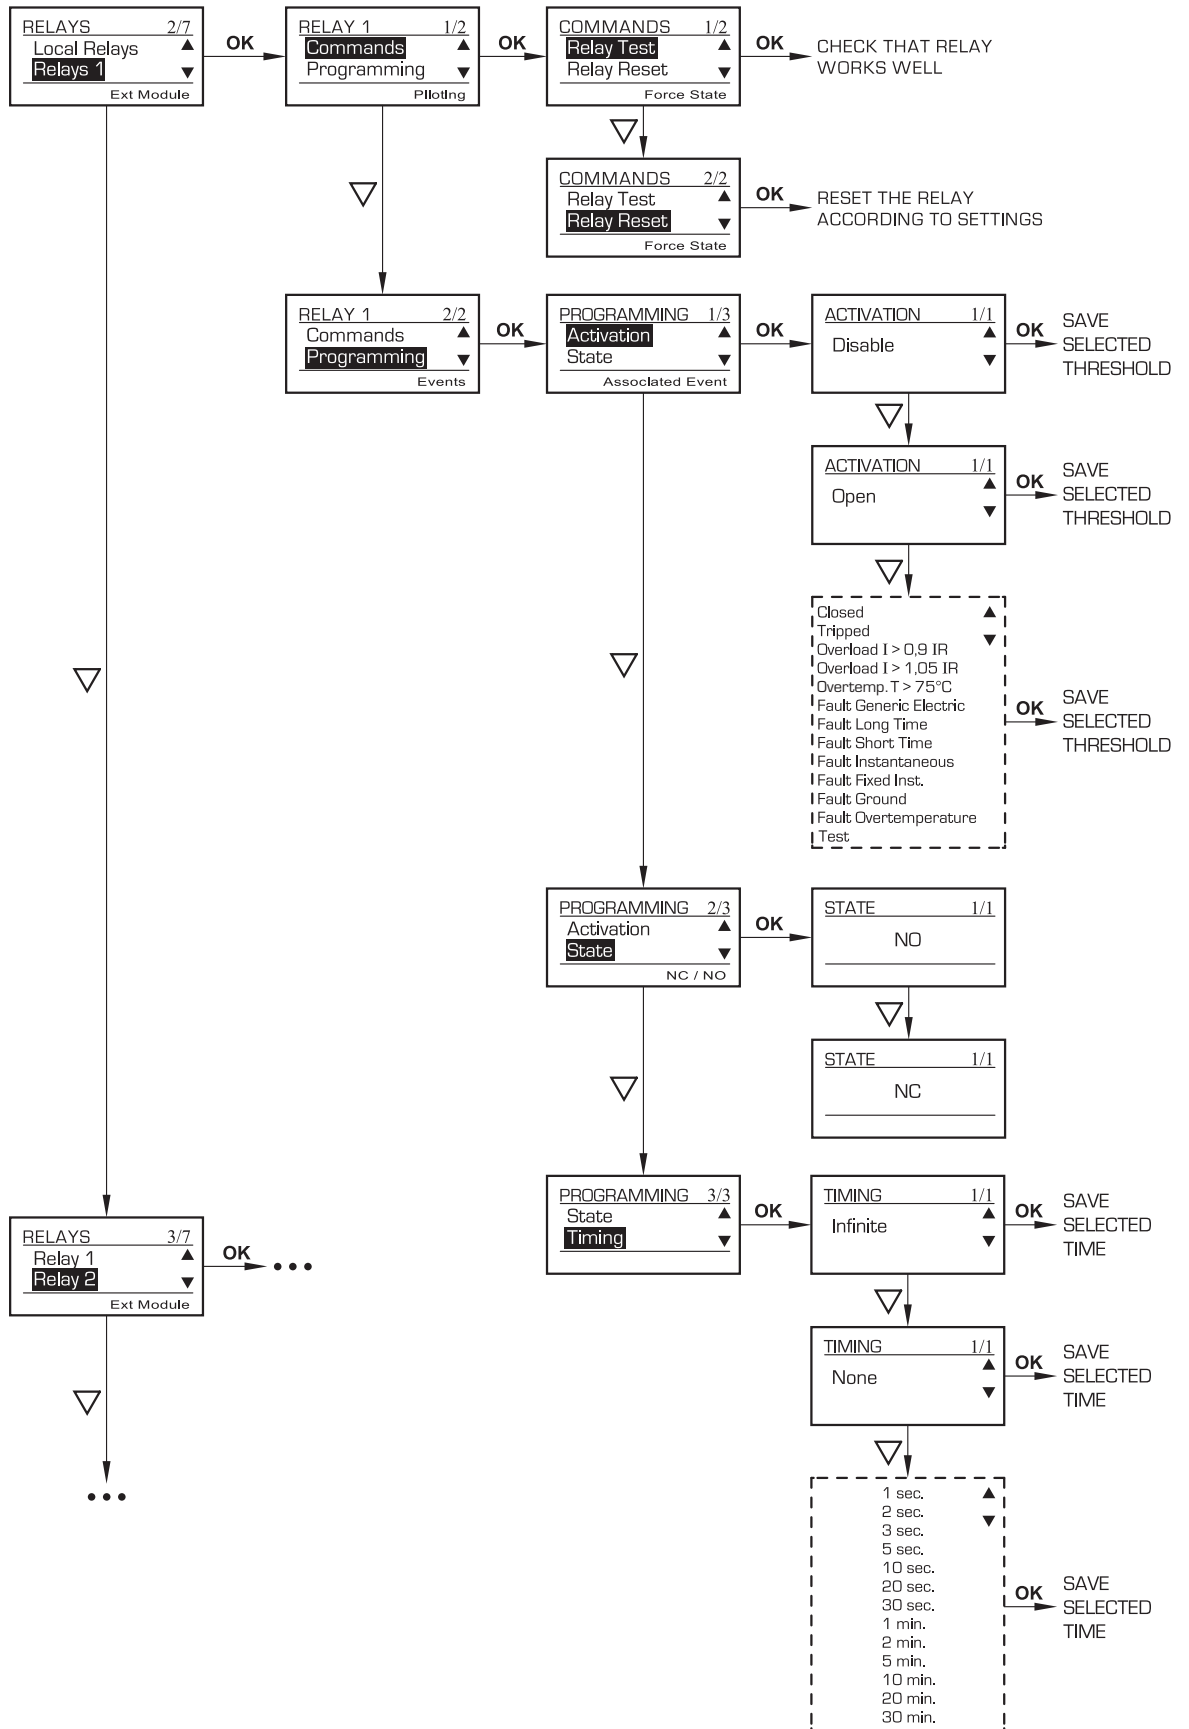 RELAYS 2/7
Local Relays
Relays 1
Ext Module
OK
RELAY 1 1/2
Commands
Programming
PIlotIng
OK
COMMANDS 1/2
Relay Test
Relay Reset
Force State
OK
CHECK THAT RELAY
WORKS WELL
COMMANDS 2/2
Relay Test
Relay Reset
Force State
OK
RESET THE RELAY
ACCORDING TO SETTINGS
RELAY 1 2/2
Commands
Programming
Events
OK
PROGRAMMING 1/3
Activation
State
Associated Event
OK
ACTIVATION 1/1
Disable
OK
SAVE
SELECTED
THRESHOLD
ACTIVATION 1/1
Open
OK
SAVE
SELECTED
THRESHOLD
Closed
Tripped
Overload I > 0,9 IR
Overload I > 1,05 IR
Overtemp. T > 75°C
Fault Generic Electric
Fault Long Time
Fault Short Time
Fault Instantaneous
Fault Fixed Inst.
Fault Ground
Fault Overtemperature
Test
OK
SAVE
SELECTED
THRESHOLD
PROGRAMMING 2/3
Activation
State
NC / NO
OK
STATE 1/1
NO
STATE 1/1
NC
PROGRAMMING 3/3
State
Timing
OK
TIMING 1/1
Infinite
OK
SAVE
SELECTED
TIME
RELAYS 3/7
Relay 1
Relay 2
Ext Module
OK
•••
•••
TIMING 1/1
None
OK
SAVE
SELECTED
TIME
1 sec.
2 sec.
3 sec.
5 sec.
10 sec.
20 sec.
30 sec.
1 min.
2 min.
5 min.
10 min.
20 min.
30 min.
OK
SAVE
SELECTED
TIME